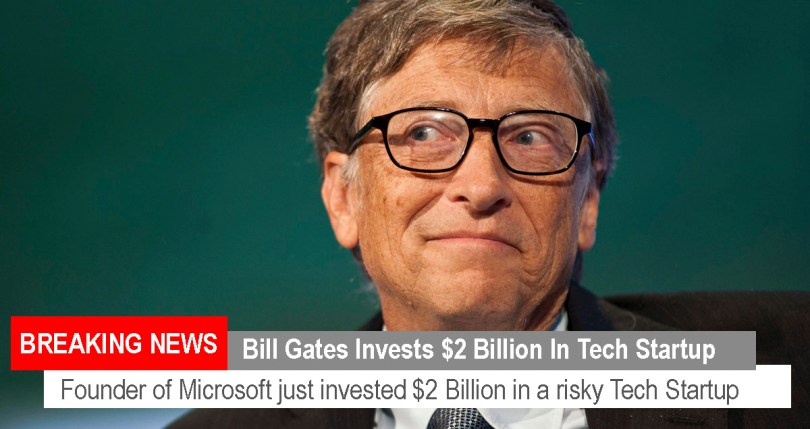 BREAKING NEWS
Bill Gates Invests $2 Billion In Tech Startup
Founder of Microsoft just invested $2 Billion in a risky Tech Startup